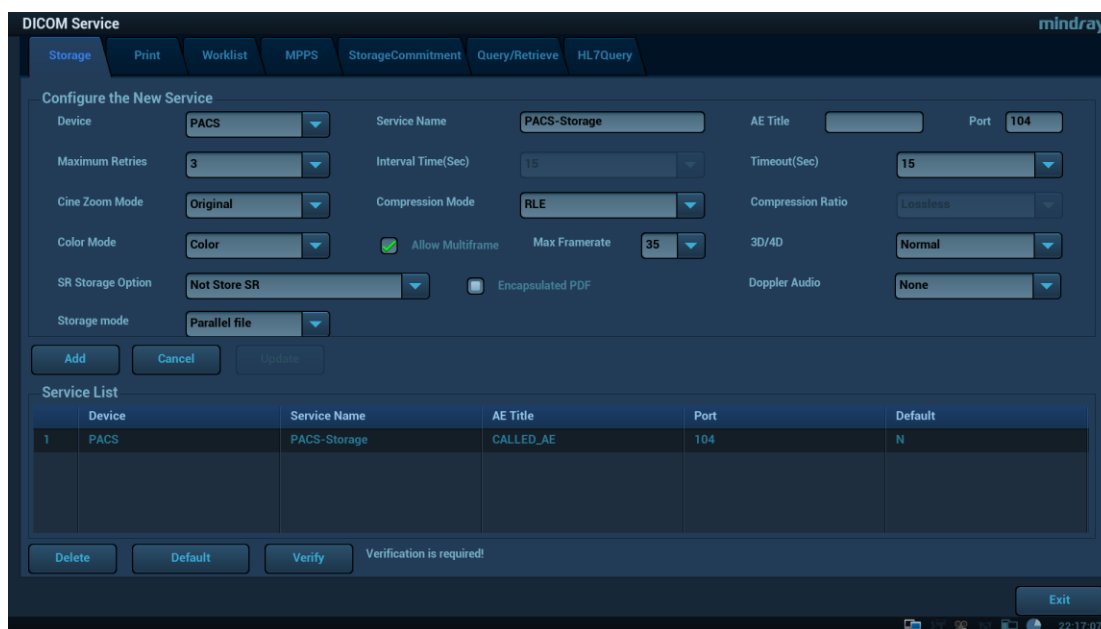 DICOM Service mindray
Storage Print Worklist MPPS StorageCommitment Query/Retrieve HL7Query
Configure the New Service
Device PACS Service Name PACS-Storage AE Title Port 104
Maximum Retries 3 Interval Time(Sec) 15 Timeout(Sec) 15
Cine Zoom Mode Original Compression Mode RLE Compression Ratio Lossless
Color Mode Color Allow Multiframe Max Framerate 35 3D/4D Normal
SR Storage Option Not Store SR Encapsulated PDF Doppler Audio None
Storage mode Parallel file
Add Cancel Update
Service List
Device Service Name AE Title Port Default
1 PACS PACS-Storage CALLED_AE 104 N
Delete Default Verify Verification is required!
Exit
22:17:07